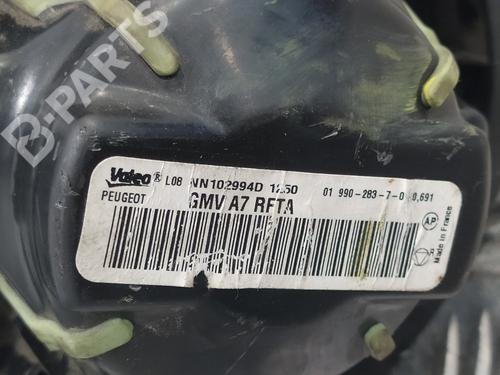 B-PARTS
Valeo® L08 NN102994D 1250 01 990-283-7-0 0,691
PEUGEOT GMV A7 RFTA
AP
Made in France